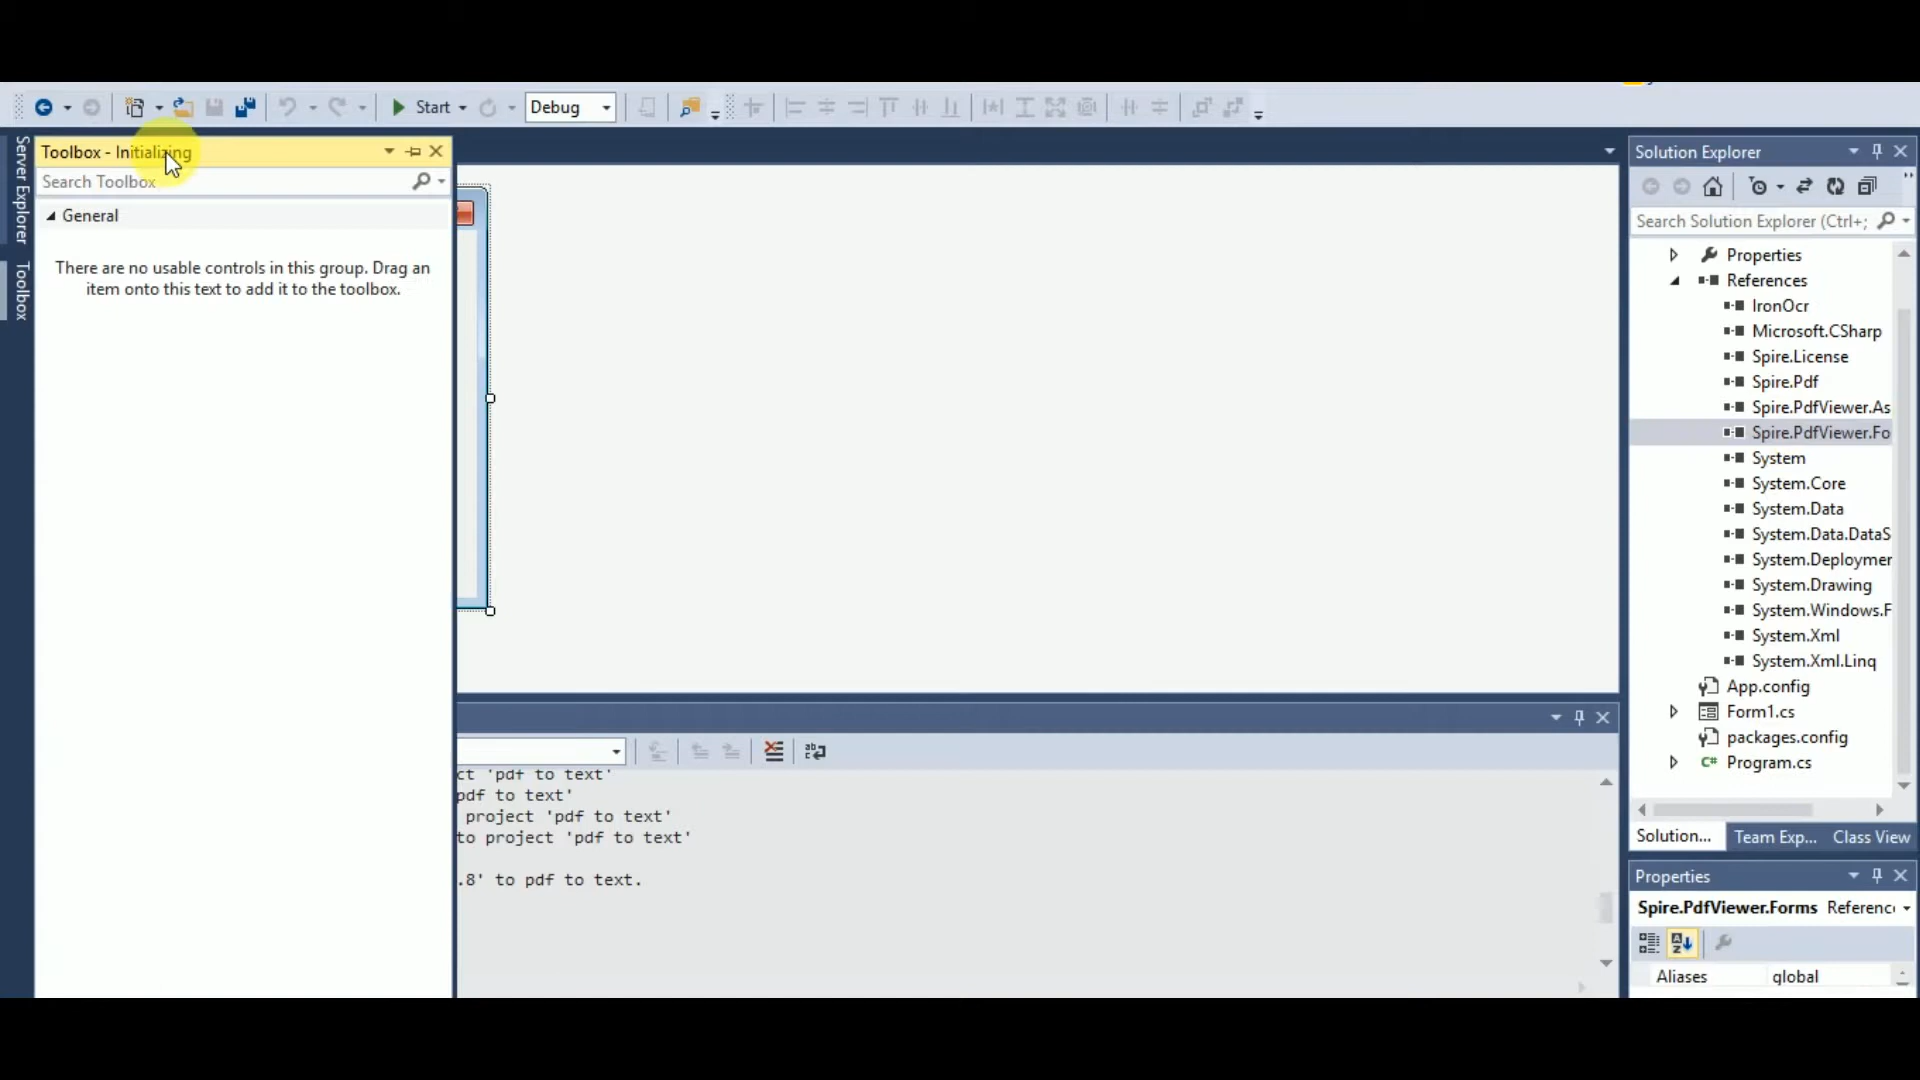 Start
Debug
Server Explorer
Toolbox
Toolbox - Initializing
Search Toolbox
General
There are no usable controls in this group. Drag an
item onto this text to add it to the toolbox.
ct 'pdf to text'
pdf to text'
project 'pdf to text'
to project 'pdf to text'
.8' to pdf to text.
Solution Explorer
Search Solution Explorer (Ctrl+;
Properties
References
IronOcr
Microsoft.CSharp
Spire.License
Spire.Pdf
Spire.PdfViewer.As
Spire.PdfViewer.Fo
System
System.Core
System.Data
System.Data.DataS
System.Deploymer
System.Drawing
System.Windows.F
System.Xml
System.Xml.Linq
App.config
Form1.cs
packages.config
C# Program.cs
Solution... Team Exp... Class View
Properties
Spire.PdfViewer.Forms Referenc
Aliases global